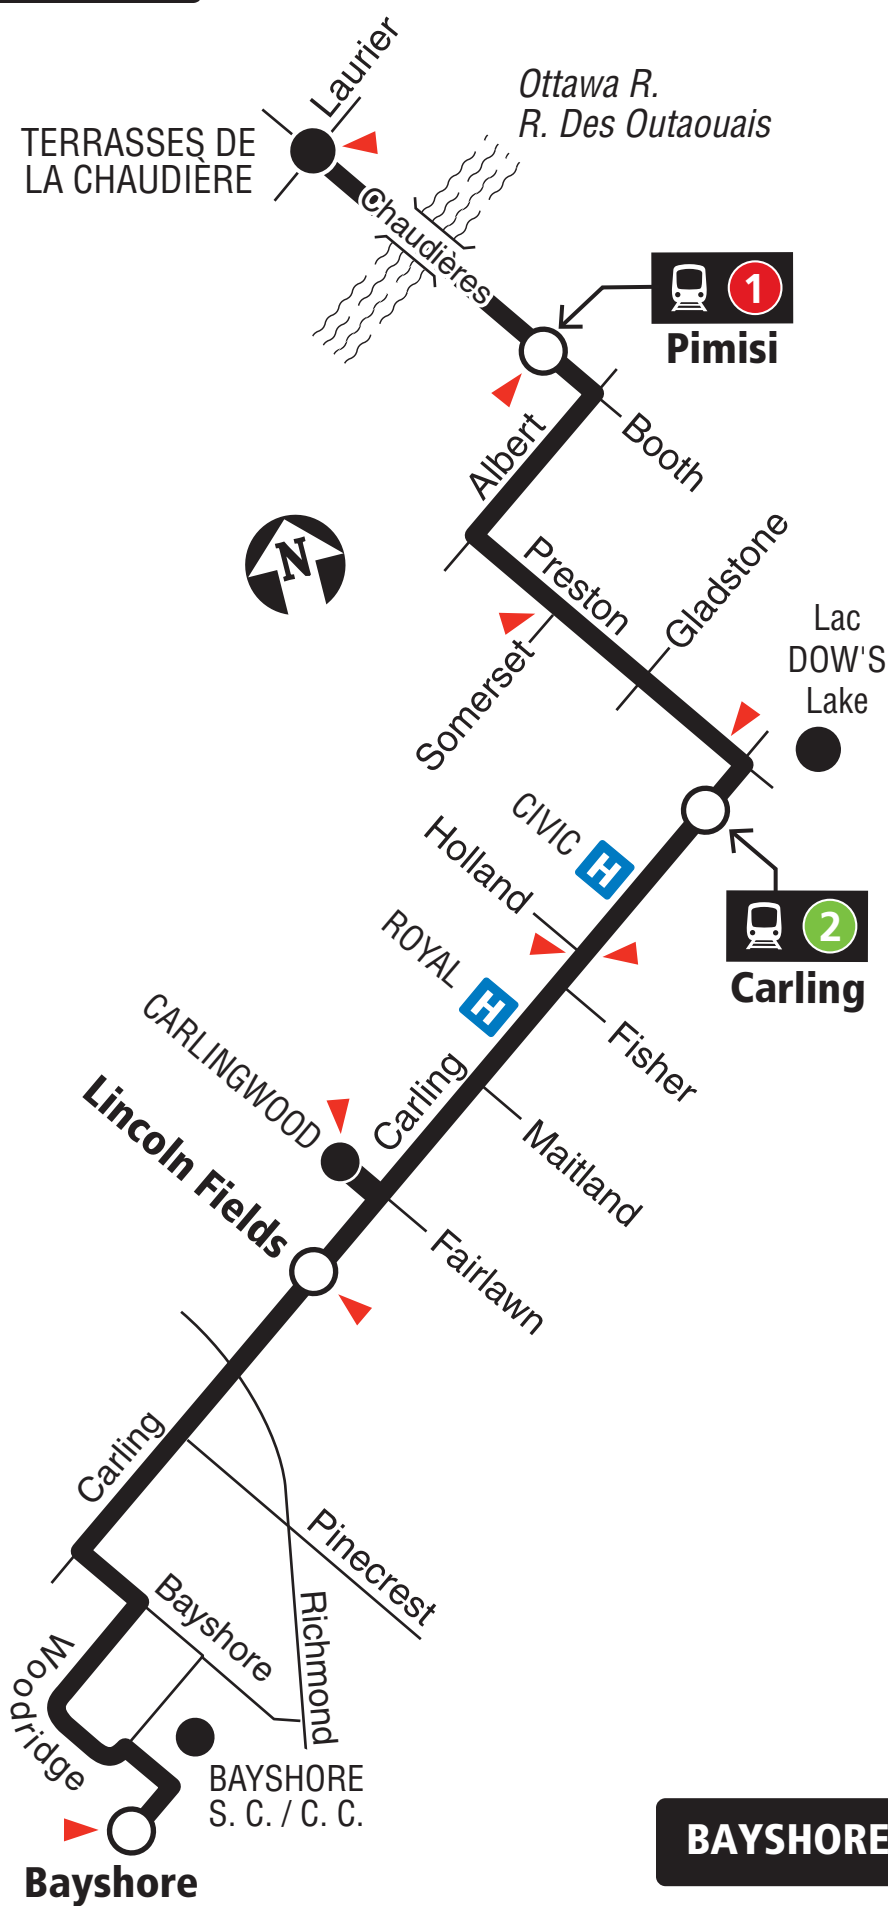 Laurier
Ottawa R.
R. Des Outaouais
TERRASSES DE
LA CHAUDIÈRE
Chaudières
1
Pimisi
Booth
Albert
N
Preston
Gladstone
Somerset
Lac
DOW'S
Lake
CIVIC
H
Holland
2
Carling
ROYAL
H
Fisher
CARLINGWOOD
Carling
Maitland
Lincoln Fields
Fairlawn
Carling
Pinecrest
Richmond
Bayshore
Woodridge
BAYSHORE
S. C. / C. C.
BAYSHORE
Bayshore